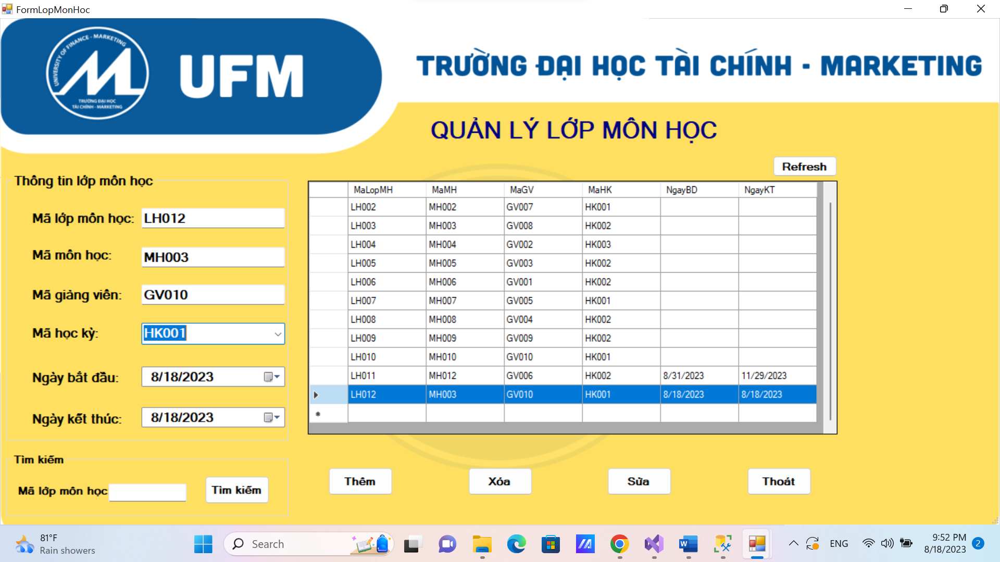 FormLopMonHoc
UNIVERSITY OF FINANCE - MARKETING
TRƯỜNG ĐẠI HỌC
TÀI CHÍNH - MARKETING
UFM
TRƯỜNG ĐẠI HỌC TÀI CHÍNH - MARKETING
QUẢN LÝ LỚP MÔN HỌC
Refresh
Thông tin lớp môn học
Mã lớp môn học: LH012
Mã môn học: MH003
Mã giảng viên: GV010
Mã học kỳ: HK001
Ngày bắt đầu: 8/18/2023
Ngày kết thúc: 8/18/2023
MaLopMH MaMH MaGV MaHK NgayBD NgayKT
LH002 MH002 GV007 HK001
LH003 MH003 GV008 HK002
LH004 MH004 GV002 HK003
LH005 MH005 GV003 HK002
LH006 MH006 GV001 HK002
LH007 MH007 GV005 HK001
LH008 MH008 GV004 HK002
LH009 MH009 GV009 HK002
LH010 MH010 GV010 HK001
LH011 MH012 GV006 HK002 8/31/2023 11/29/2023
LH012 MH003 GV010 HK001 8/18/2023 8/18/2023
Tìm kiếm
Mã lớp môn học
Tìm kiếm
Thêm
Xóa
Sửa
Thoát
81°F
Rain showers
Search
ENG
9:52 PM
8/18/2023
2